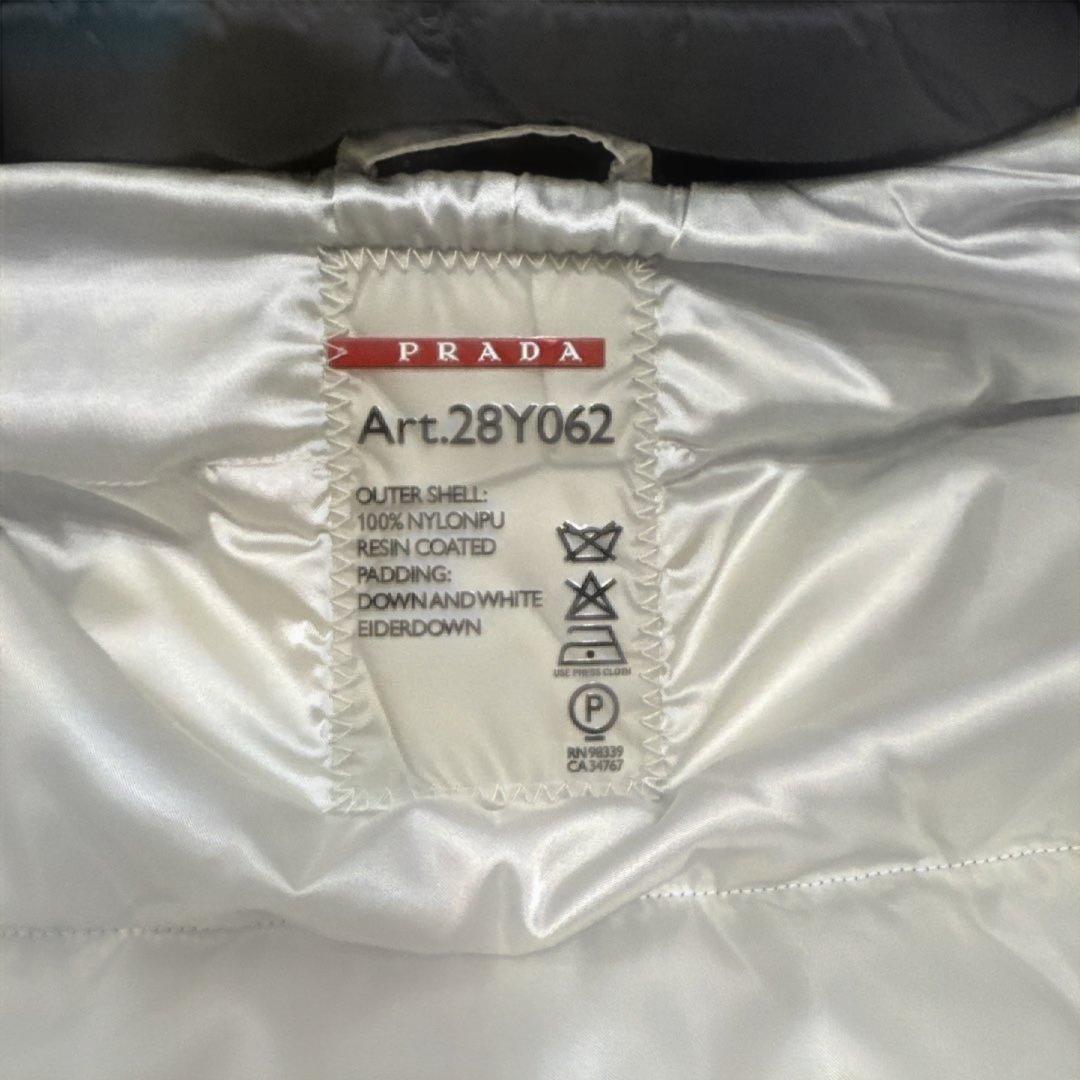 PRADA
Art.28Y062
OUTER SHELL:
100% NYLONPU
RESIN COATED
PADDING:
DOWN AND WHITE
EIDERDOWN
USE PRESS CLOTH
P
RN 98339
CA 34767